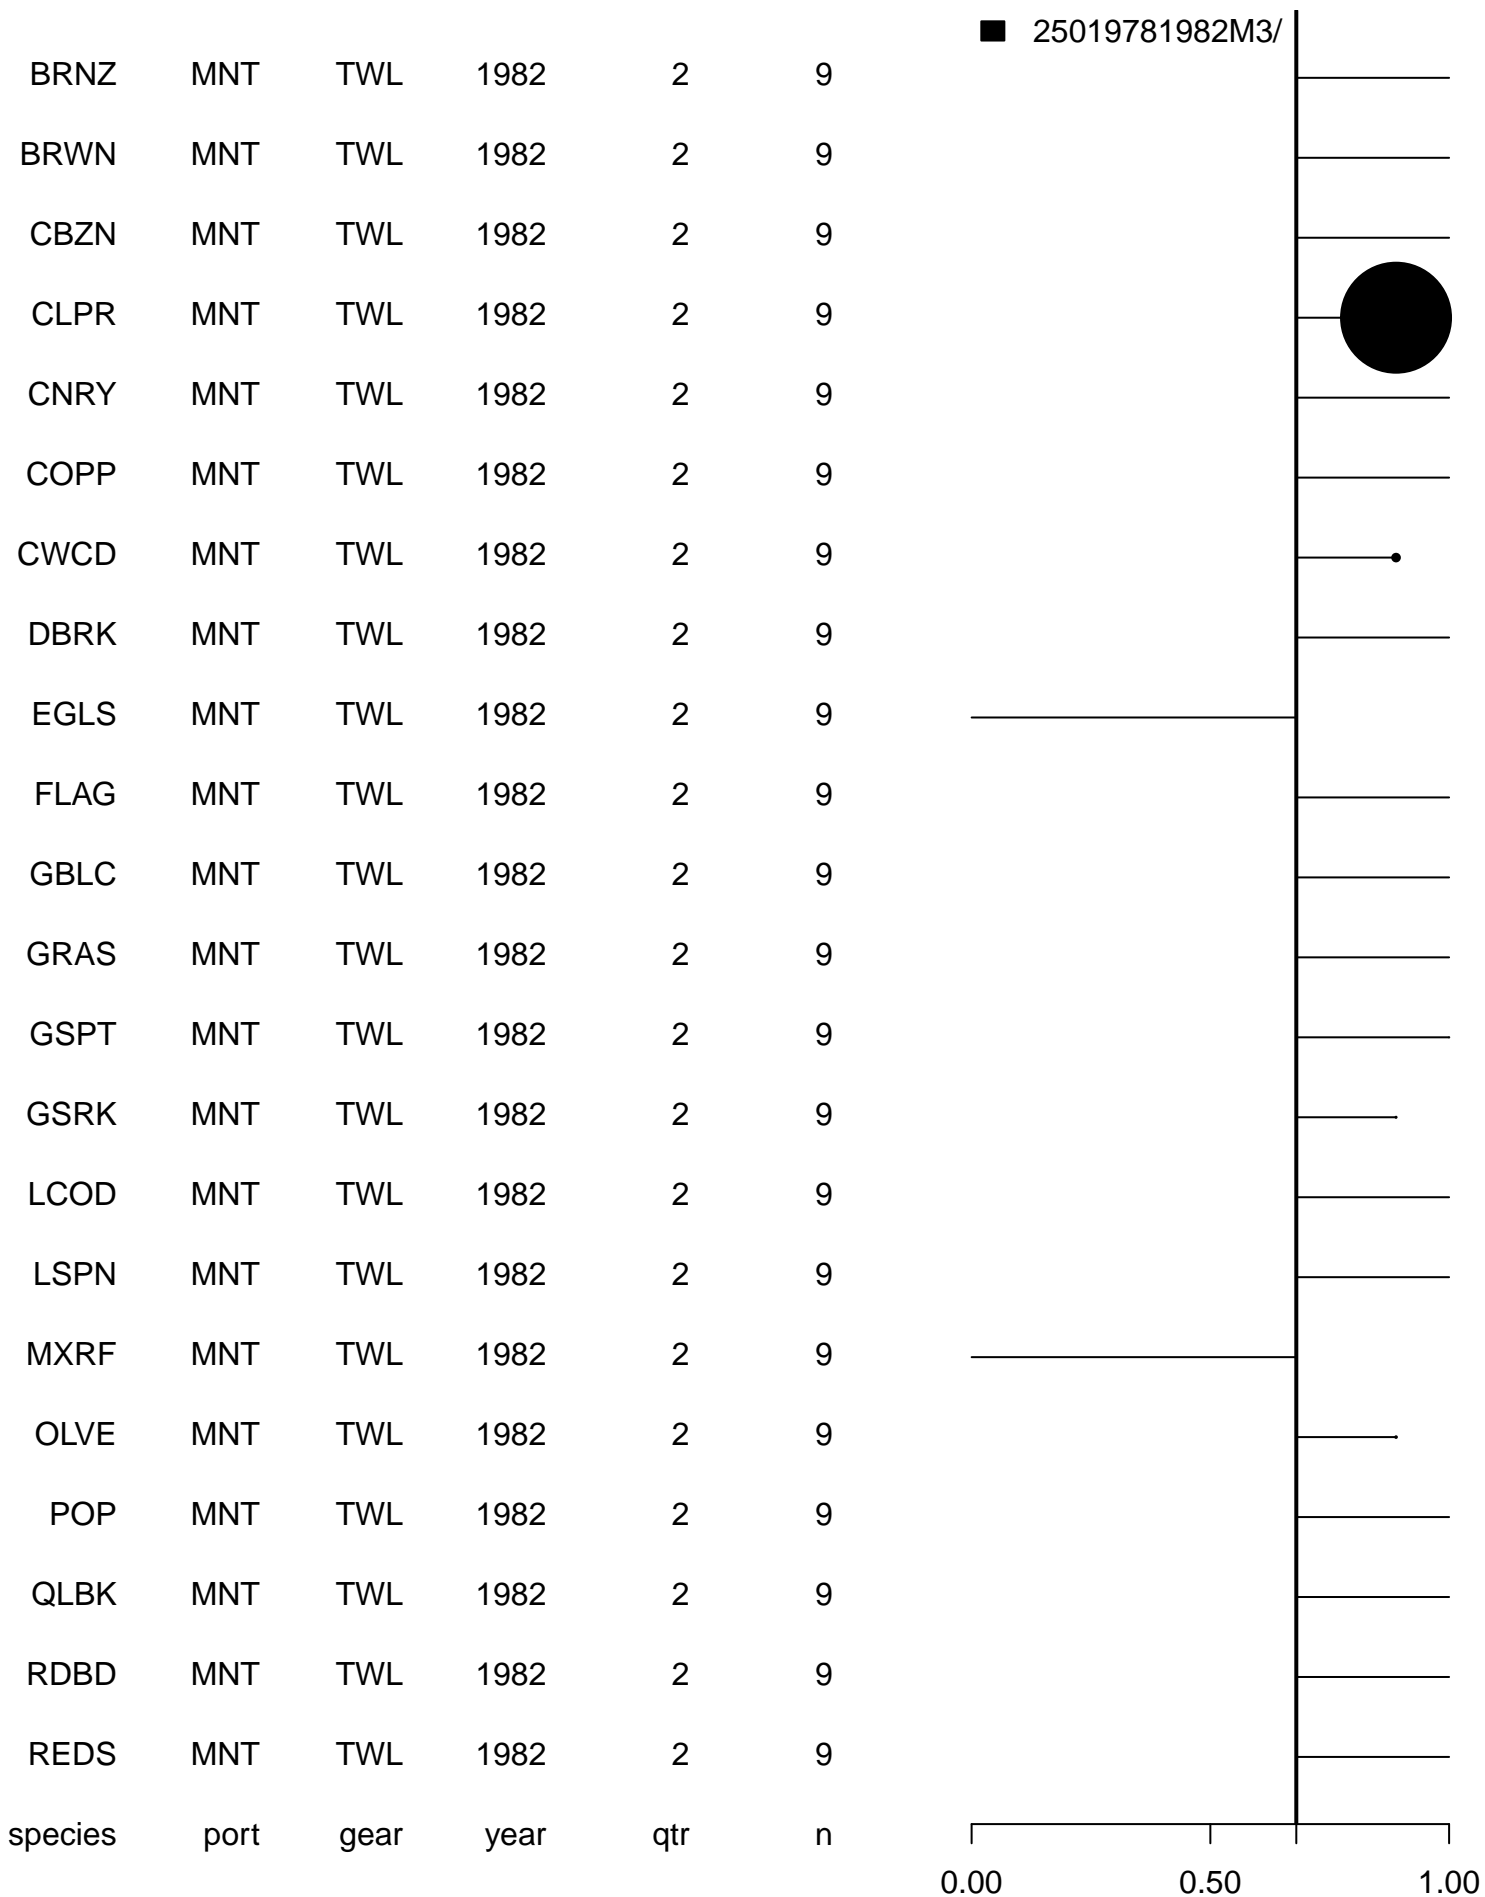 25019781982M3/
BRNZ MNT TWL 1982 2 9
BRWN MNT TWL 1982 2 9
CBZN MNT TWL 1982 2 9
CLPR MNT TWL 1982 2 9
CNRY MNT TWL 1982 2 9
COPP MNT TWL 1982 2 9
CWCD MNT TWL 1982 2 9
DBRK MNT TWL 1982 2 9
EGLS MNT TWL 1982 2 9
FLAG MNT TWL 1982 2 9
GBLC MNT TWL 1982 2 9
GRAS MNT TWL 1982 2 9
GSPT MNT TWL 1982 2 9
GSRK MNT TWL 1982 2 9
LCOD MNT TWL 1982 2 9
LSPN MNT TWL 1982 2 9
MXRF MNT TWL 1982 2 9
OLVE MNT TWL 1982 2 9
POP MNT TWL 1982 2 9
QLBK MNT TWL 1982 2 9
RDBD MNT TWL 1982 2 9
REDS MNT TWL 1982 2 9
species port gear year qtr n
0.00 0.50 1.00